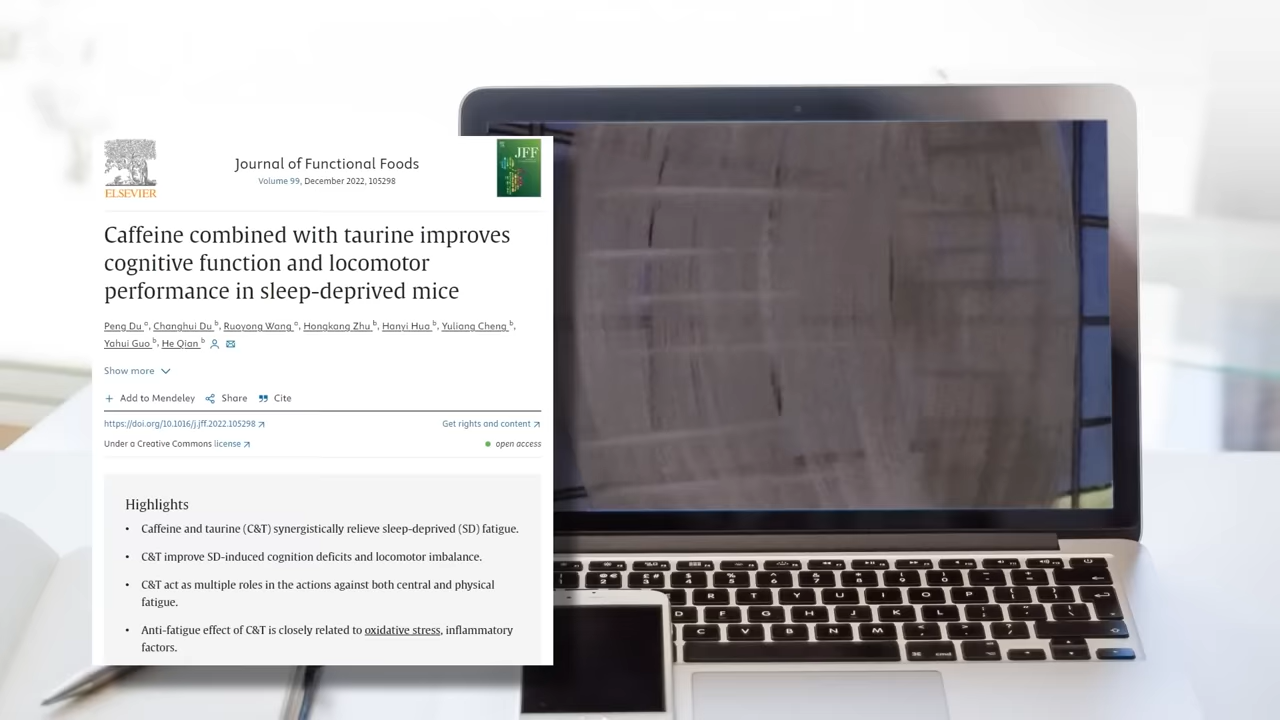 ELSEVIER
Journal of Functional Foods
Volume 99, December 2022, 105298
JFF
Caffeine combined with taurine improves
cognitive function and locomotor
performance in sleep-deprived mice
Peng Du a, Changhui Du b, Ruoyong Wang a, Hongkang Zhu b, Hanyi Hua b, Yuliang Cheng b,
Yahui Guo b, He Qian b
Show more
+ Add to Mendeley Share Cite
https://doi.org/10.1016/j.jff.2022.105298 Get rights and content
Under a Creative Commons license open access
Highlights
• Caffeine and taurine (C&T) synergistically relieve sleep-deprived (SD) fatigue.
• C&T improve SD-induced cognition deficits and locomotor imbalance.
• C&T act as multiple roles in the actions against both central and physical
fatigue.
• Anti-fatigue effect of C&T is closely related to oxidative stress, inflammatory
factors.
R T Y U I O P
D F G H J K L
C V B N M
cmd